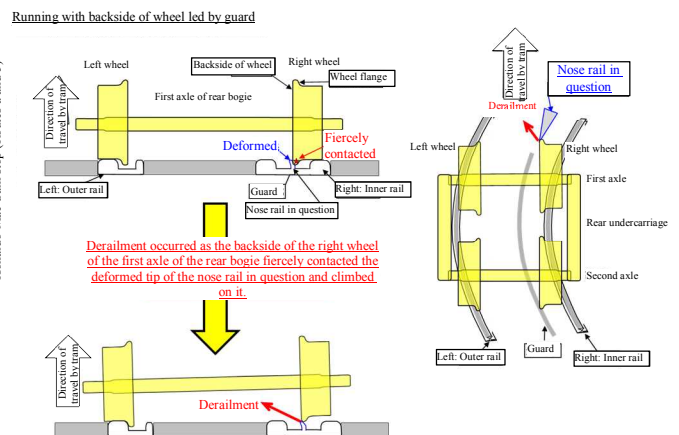 Running with backside of wheel led by guard
Left wheel
Backside of wheel
Right wheel
Wheel flange
Direction of
travel by tram
First axle of rear bogie
Deformed
Fiercely
contacted
Left: Outer rail
Guard
Right: Inner rail
Nose rail in question
Derailment occurred as the backside of the right wheel
of the first axle of the rear bogie fiercely contacted the
deformed tip of the nose rail in question and climbed
on it.
Direction of
travel by tram
Derailment
Direction of
travel by tram
Nose rail in
question
Derailment
Left wheel
Right wheel
First axle
Rear undercarriage
Second axle
Left: Outer rail
Guard
Right: Inner rail